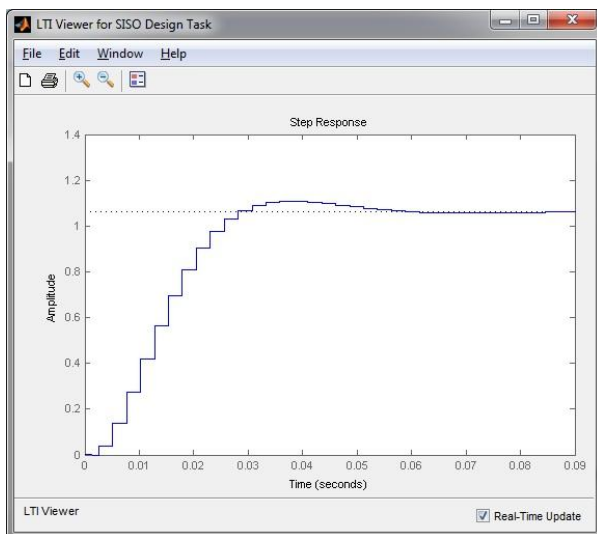 LTI Viewer for SISO Design Task
File Edit Window Help
Step Response
1.4
1.2
1
0.8
0.6
0.4
0.2
0
Amplitude
0 0.01 0.02 0.03 0.04 0.05 0.06 0.07 0.08 0.09
Time (seconds)
LTI Viewer
Real-Time Update